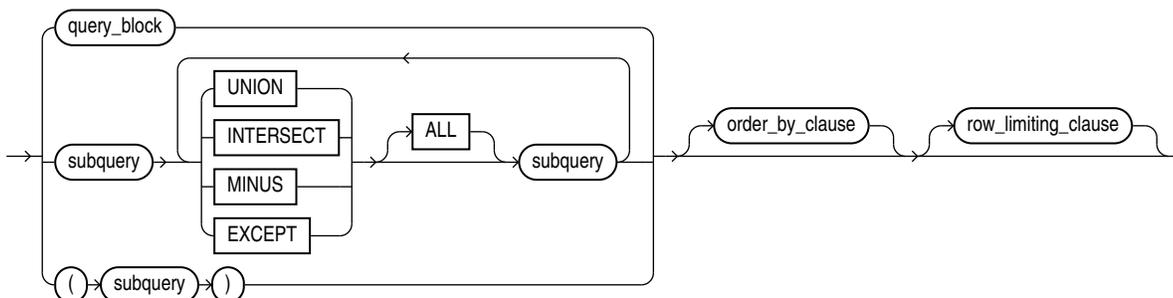 query_block
UNION
INTERSECT
MINUS
EXCEPT
subquery
ALL
subquery
( subquery )
order_by_clause
row_limiting_clause